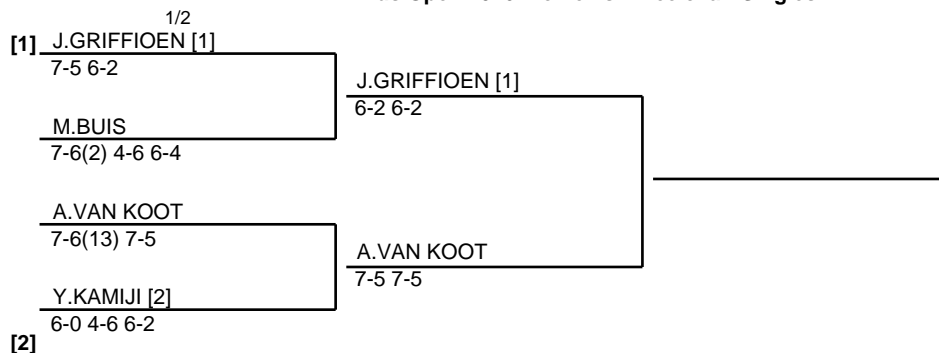 1/2
[1] J.GRIFFIOEN [1]
7-5 6-2
J.GRIFFIOEN [1]
6-2 6-2
M.BUIS
7-6(2) 4-6 6-4
A.VAN KOOT
7-6(13) 7-5
A.VAN KOOT
7-5 7-5
Y.KAMIJI [2]
6-0 4-6 6-2
[2]